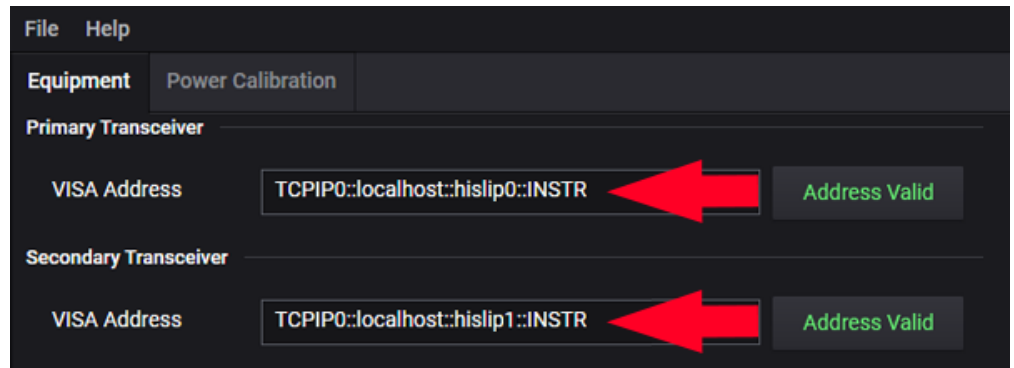 File Help
Equipment Power Calibration
Primary Transceiver
VISA Address TCPIP0::localhost::hislip0::INSTR Address Valid
Secondary Transceiver
VISA Address TCPIP0::localhost::hislip1::INSTR Address Valid